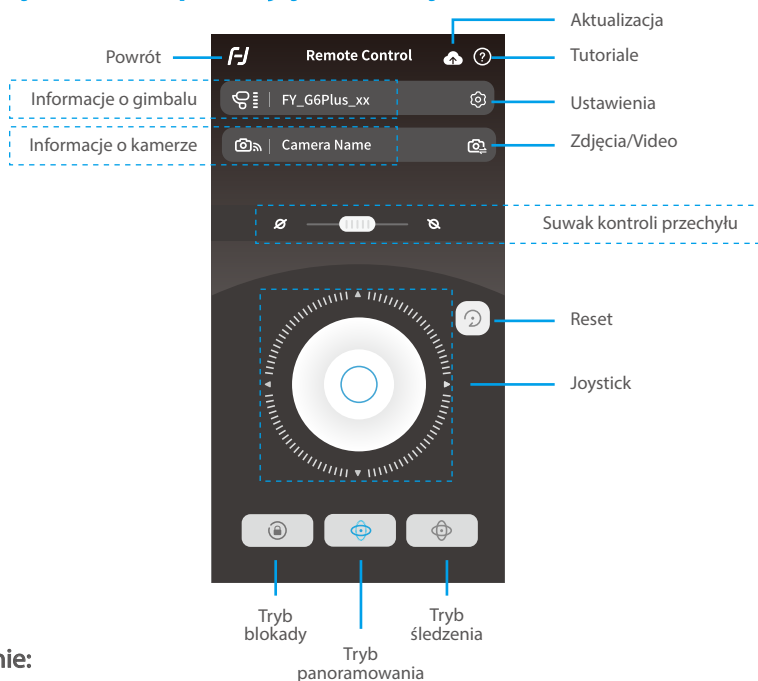 Aktualizacja
Powrót
Remote Control
Tutoriale
Informacje o gimbalu
FY_G6Plus_xx
Ustawienia
Informacje o kamerze
Camera Name
Zdjęcia/Video
Suwak kontroli przechyłu
Reset
Joystick
Tryb
blokady
Tryb
panoramowania
Tryb
śledzenia
nie: